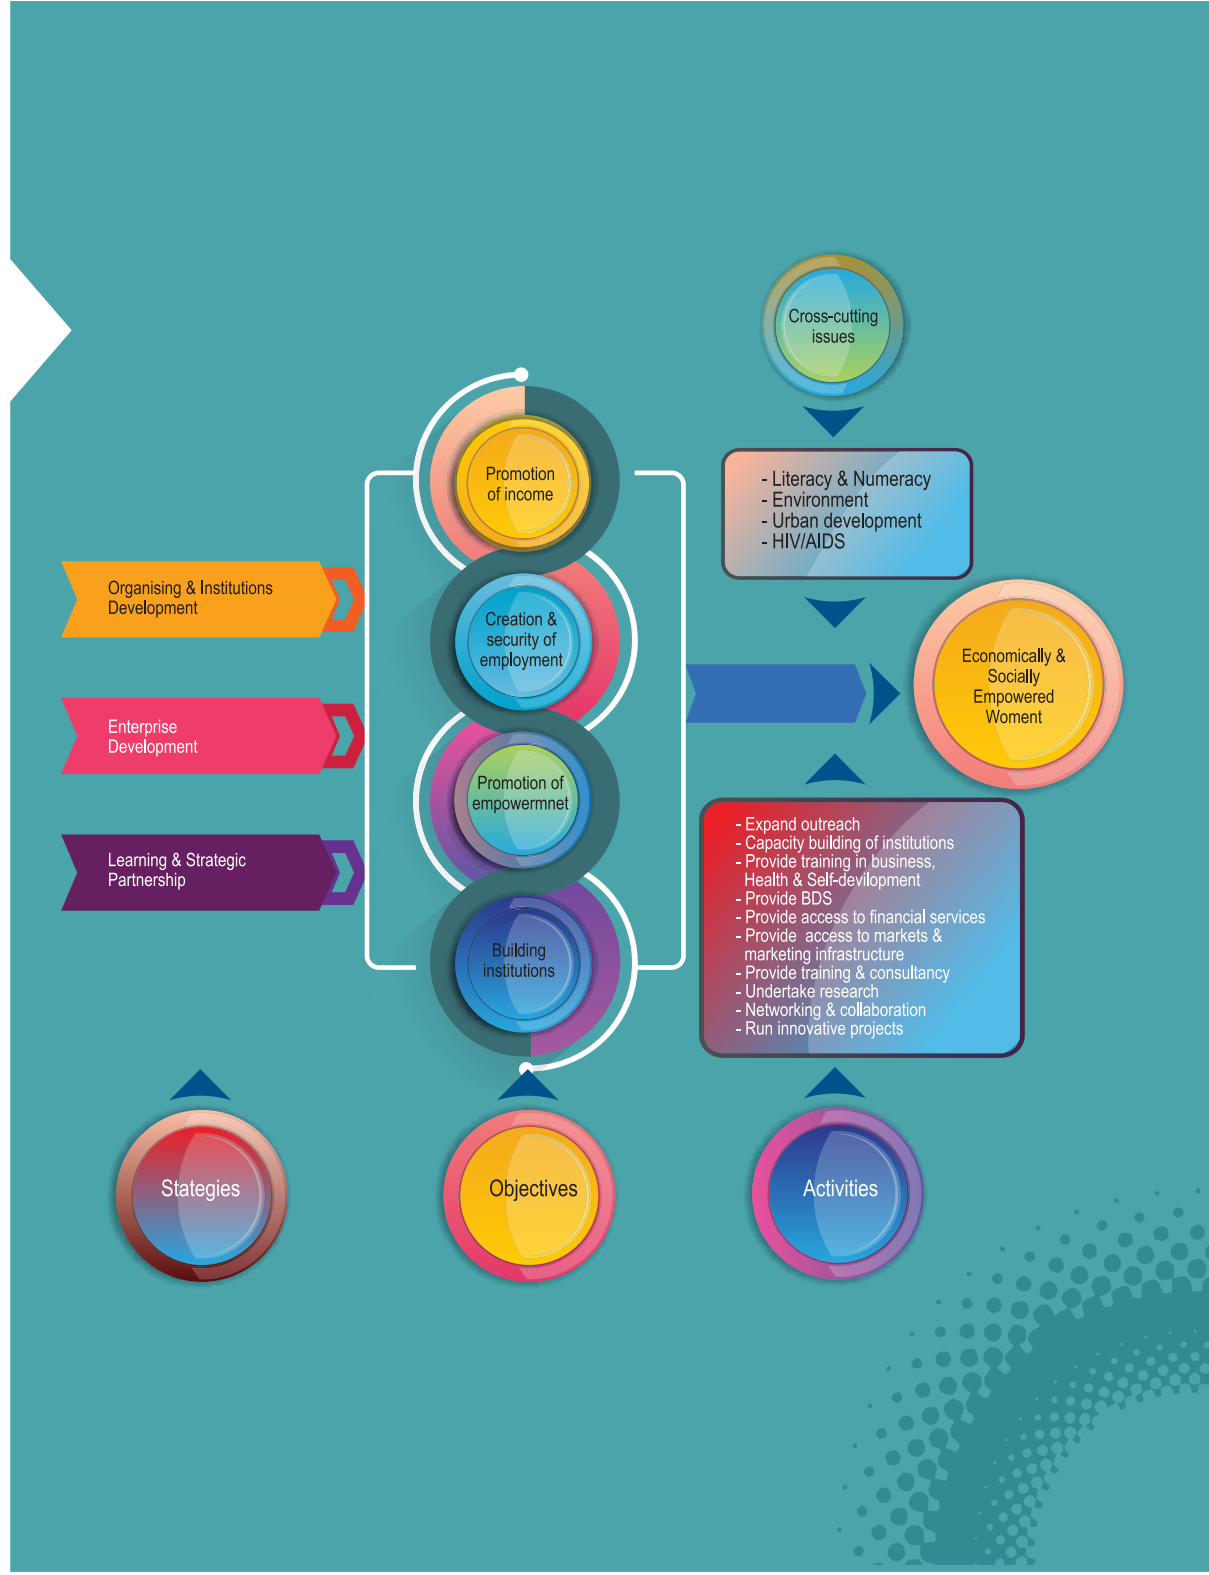 Cross-cutting
issues
- Literacy & Numeracy
- Environment
- Urban development
- HIV/AIDS
Promotion
of income
Creation &
security of
employment
Promotion of
empowermnet
Building
institutions
Organising & Institutions
Development
Enterprise
Development
Learning & Strategic
Partnership
Economically &
Socially
Empowered
Woment
- Expand outreach
- Capacity building of institutions
- Provide training in business,
Health & Self-devilopment
- Provide BDS
- Provide access to financial services
- Provide access to markets &
marketing infrastructure
- Provide training & consultancy
- Undertake research
- Networking & collaboration
- Run innovative projects
Stategies
Objectives
Activities